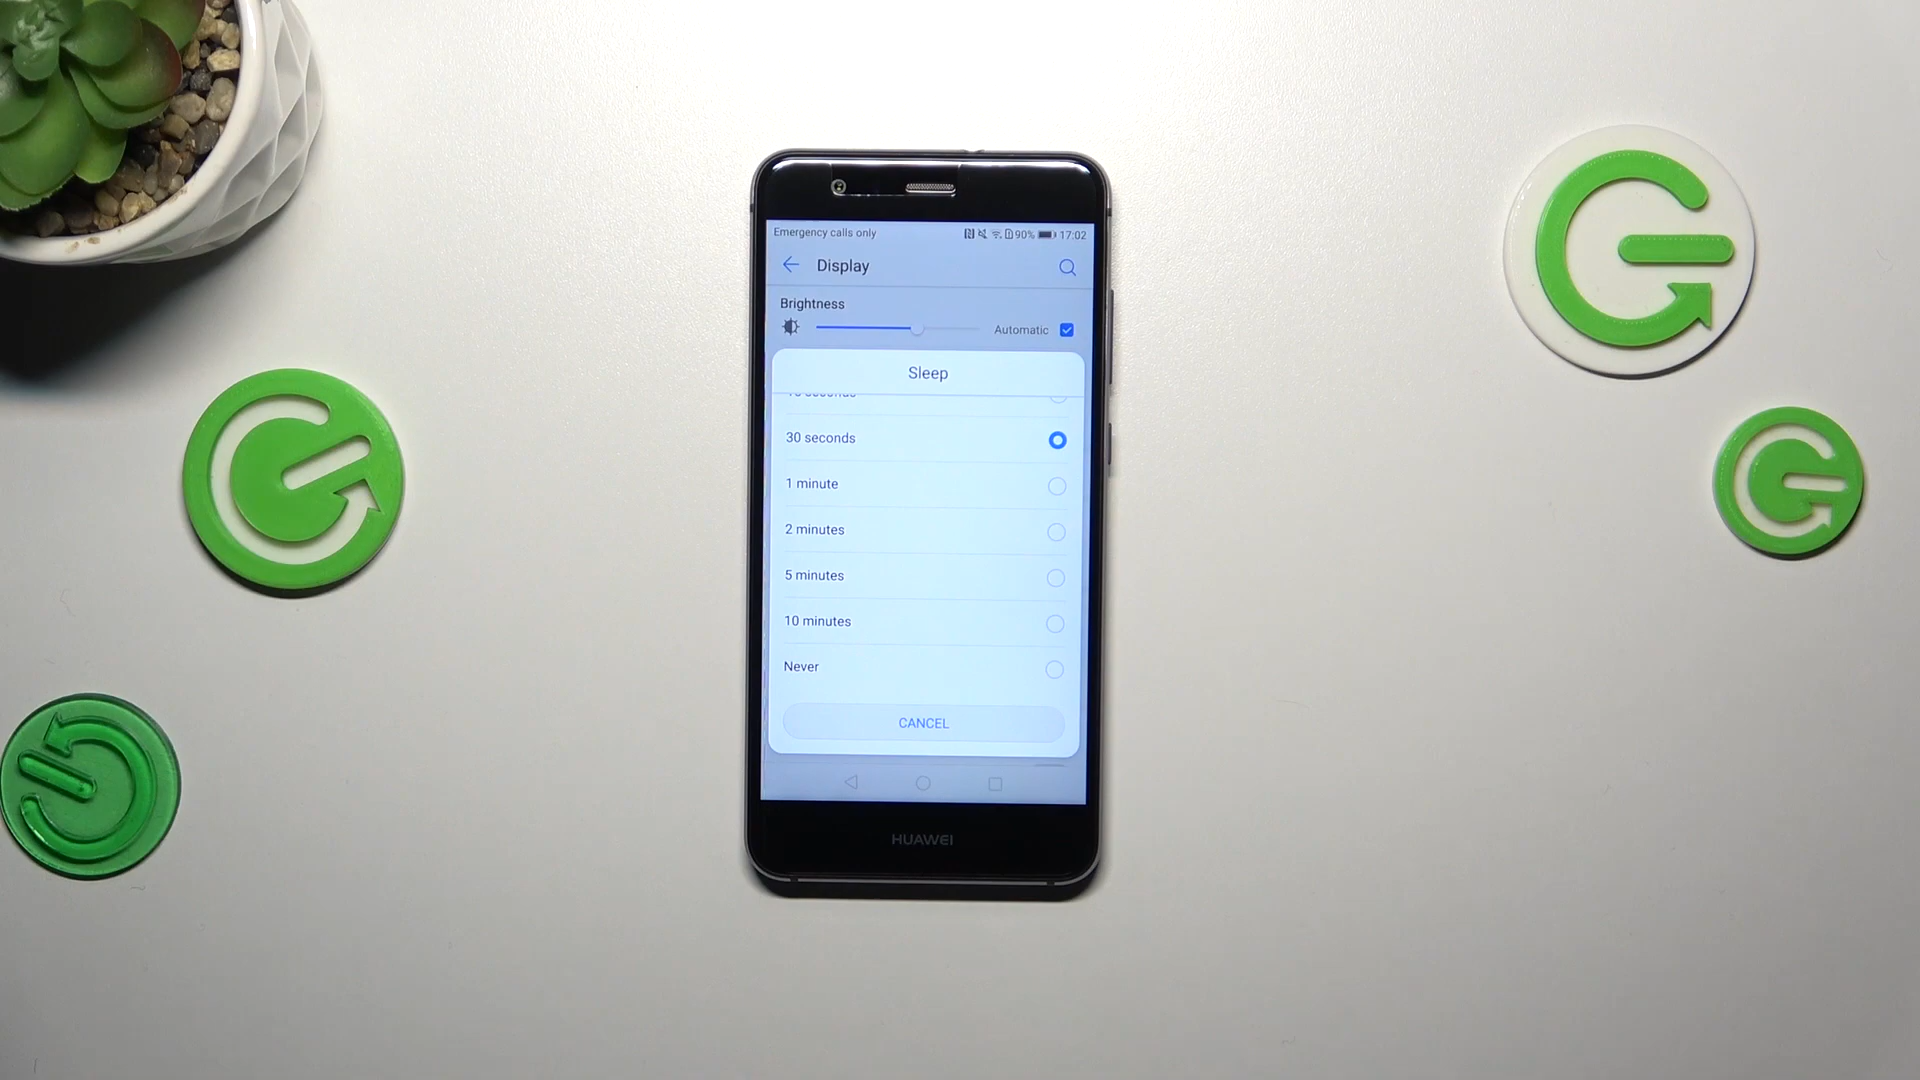 Emergency calls only 90% 17:02
Display
Brightness
Automatic
Sleep
30 seconds
1 minute
2 minutes
5 minutes
10 minutes
Never
CANCEL
HUAWEI